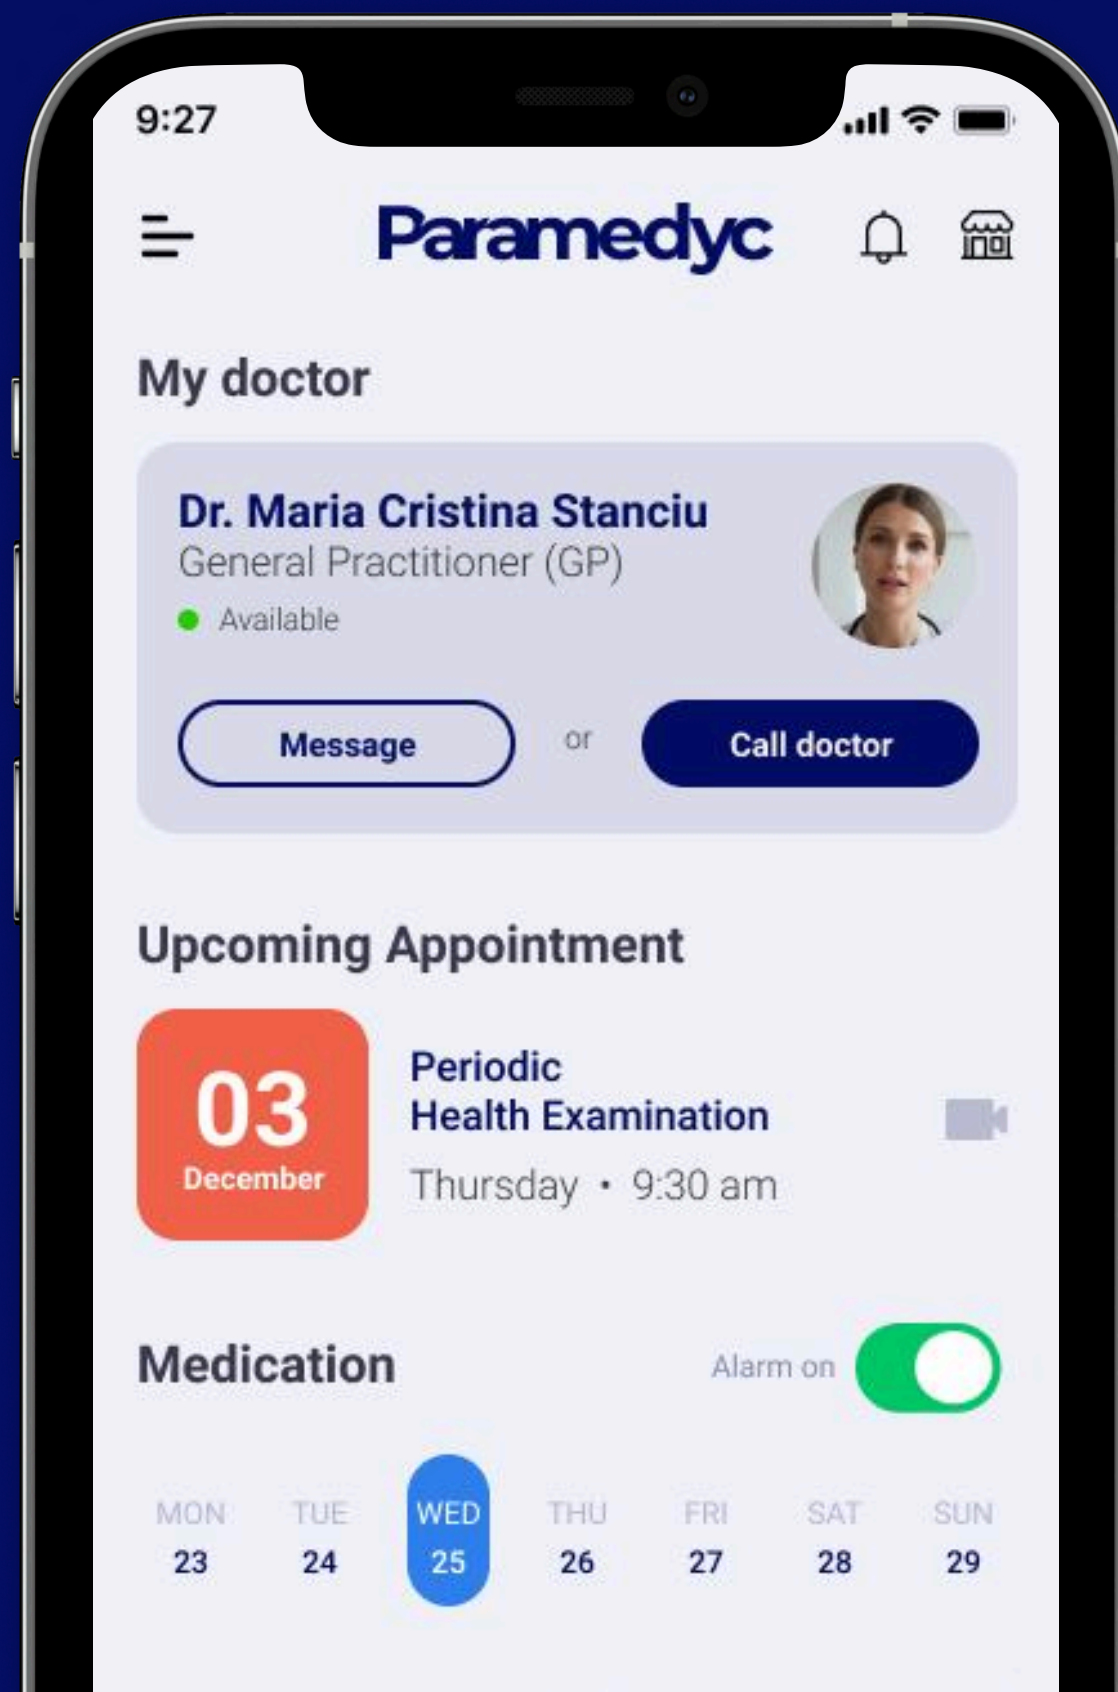 9:27
Paramedyc
My doctor
Dr. Maria Cristina Stanciu
General Practitioner (GP)
Available
Message or Call doctor
Upcoming Appointment
03
December
Periodic
Health Examination
Thursday • 9:30 am
Medication Alarm on
MON TUE WED THU FRI SAT SUN
23 24 25 26 27 28 29